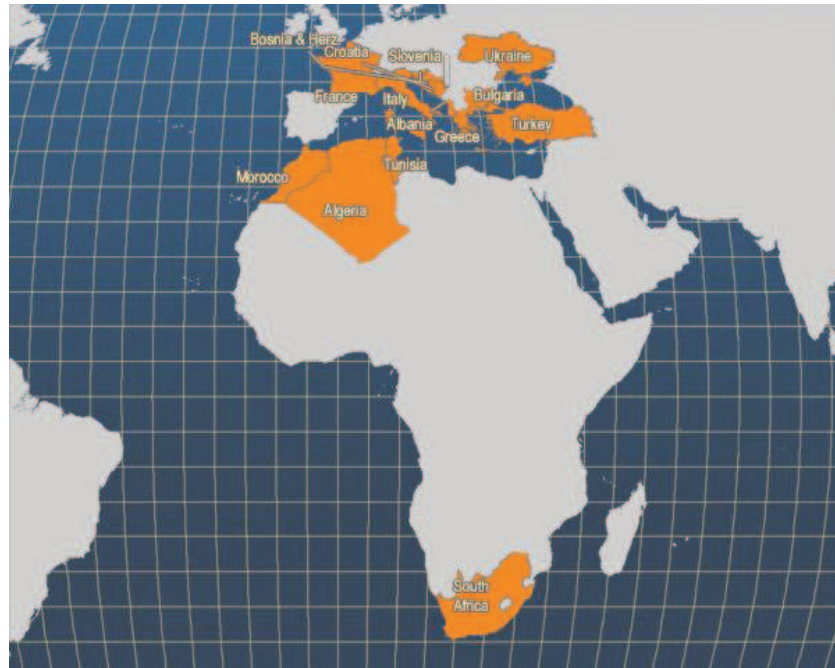 Bosnia & Herz.
Croatia
Slovenia
Ukraine
France
Italy
Bulgaria
Albania
Greece
Turkey
Morocco
Tunisia
Algeria
South
Africa